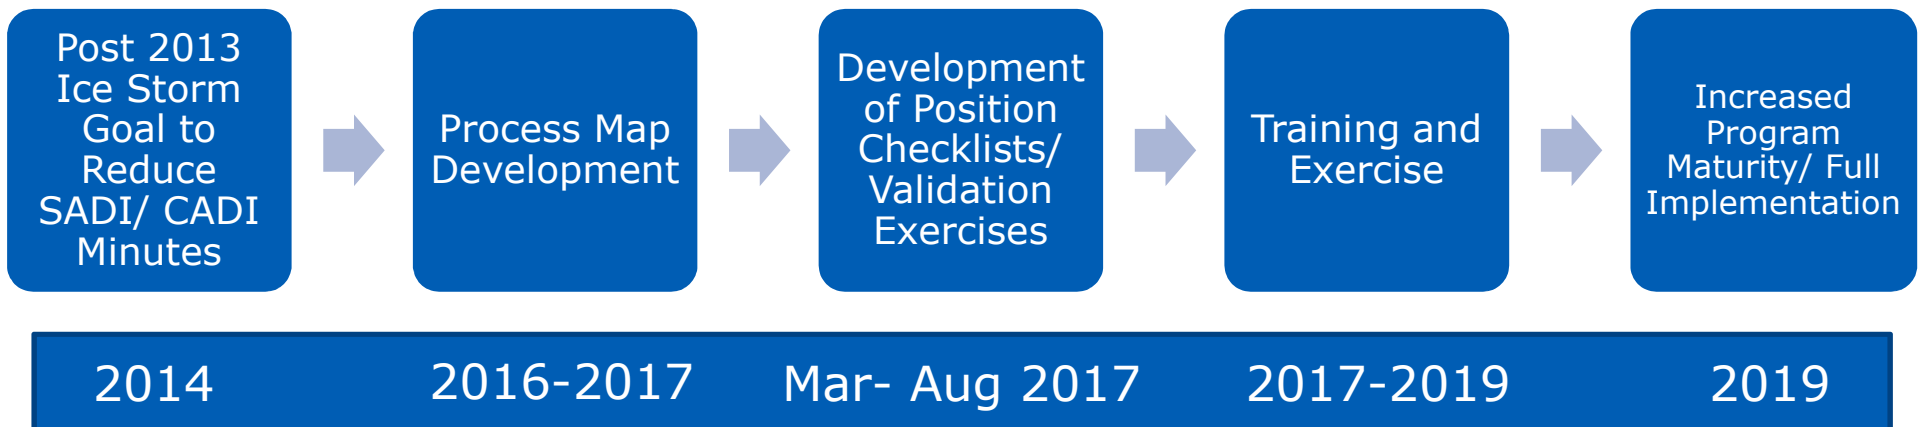 Post 2013
Ice Storm
Goal to
Reduce
SADI/ CADI
Minutes
Process Map
Development
Development
of Position
Checklists/
Validation
Exercises
Training and
Exercise
Increased
Program
Maturity/ Full
Implementation
2014
2016-2017
Mar- Aug 2017
2017-2019
2019